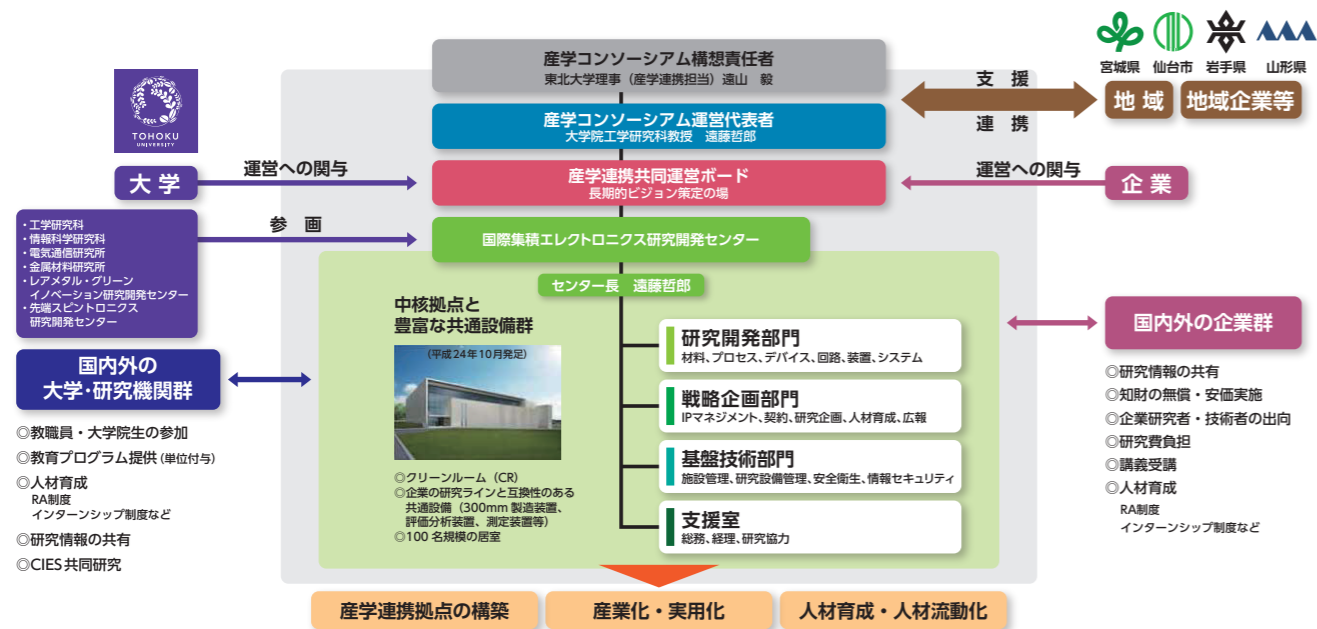 産学コンソーシアム構想責任者
東北大学理事（産学連携担当）遠山 毅
産学コンソーシアム運営代表者
大学院工学研究科教授 遠藤哲郎
産学連携共同運営ボード
長期的ビジョン策定の場
国際集積エレクトロニクス研究開発センター
センター長 遠藤哲郎
TOHOKU
UNIVERSITY
大学
運営への関与
参 画
・工学研究科
・情報科学研究科
・電気通信研究所
・金属材料研究所
・レアメタル・グリーン
イノベーション研究開発センター
・先端スピントロニクス
研究開発センター
国内外の
大学・研究機関群
◎教職員・大学院生の参加
◎教育プログラム提供（単位付与）
◎人材育成
RA制度
インターンシップ制度など
◎研究情報の共有
◎CIES共同研究
中核拠点と
豊富な共通設備群
（平成24年10月発足）
◎クリーンルーム（CR）
◎企業の研究ラインと互換性のある
共通設備（300mm製造装置、
評価分析装置、測定装置等）
◎100名規模の居室
研究開発部門
材料、プロセス、デバイス、回路、装置、システム
戦略企画部門
IPマネジメント、契約、研究企画、人材育成、広報
基盤技術部門
施設管理、研究設備管理、安全衛生、情報セキュリティ
支援室
総務、経理、研究協力
宮城県 仙台市 岩手県 山形県
支 援
連 携
地域 地域企業等
運営への関与
企業
国内外の企業群
◎研究情報の共有
◎知財の無償・安価実施
◎企業研究者・技術者の出向
◎研究費負担
◎講義受講
◎人材育成
RA制度
インターンシップ制度など
産学連携拠点の構築
産業化・実用化
人材育成・人材流動化